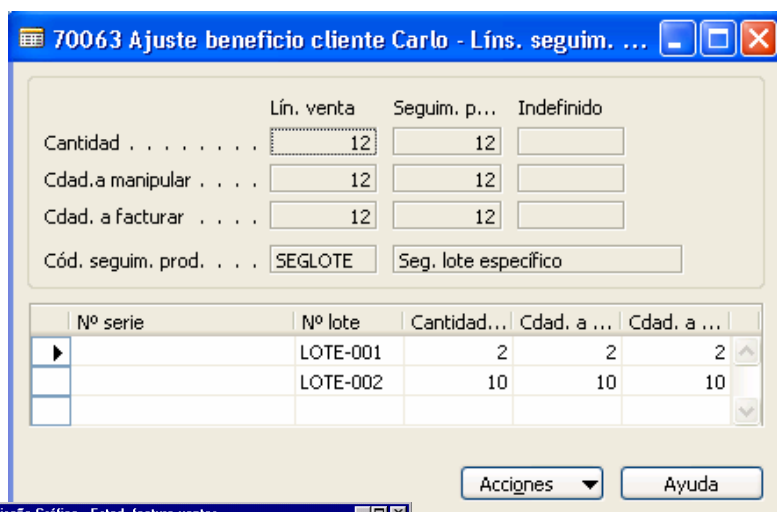 70063 Ajuste beneficio cliente Carlo - Líns. seguim. ...
Lín. venta Seguim. p... Indefinido
Cantidad . . . . . . . . 12 12
Cdad.a manipular . . . . 12 12
Cdad. a facturar . . . . 12 12
Cód. seguim. prod. . . . SEGLOTE Seg. lote específico
Nº serie Nº lote Cantidad... Cdad. a ... Cdad. a ...
LOTE-001 2 2 2
LOTE-002 10 10 10
Acciones Ayuda